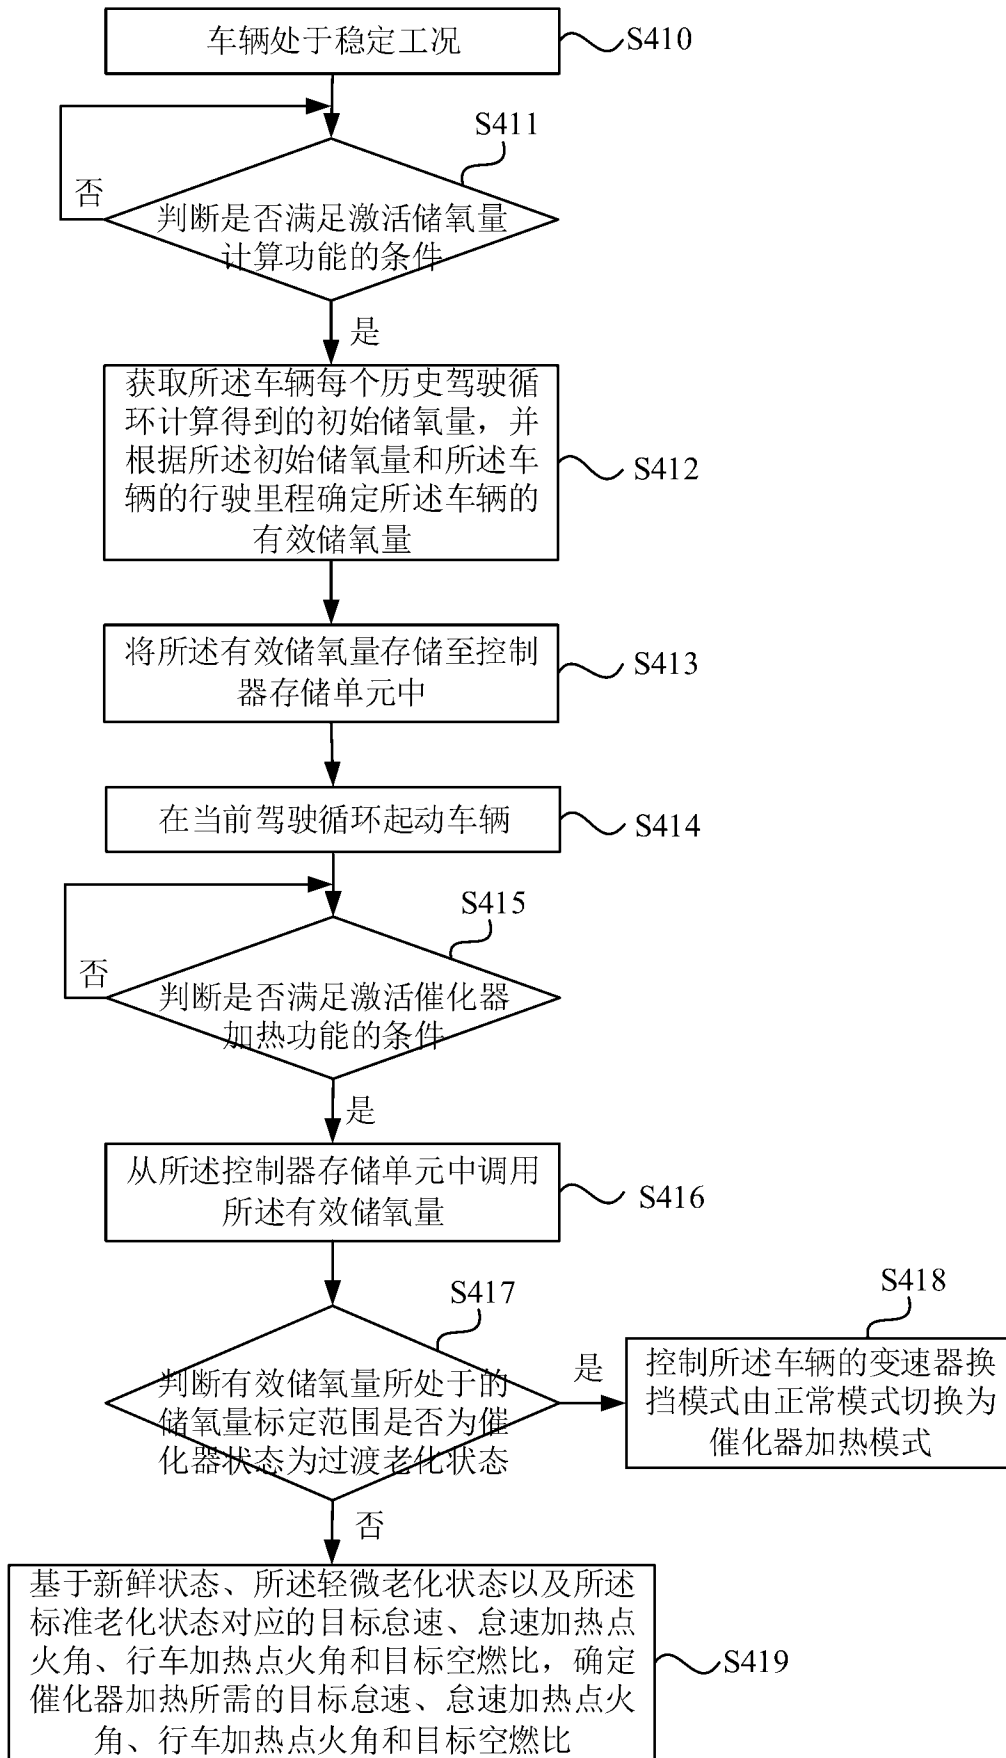 车辆处于稳定工况
S410
S411
否
判断是否满足激活储氧量
计算功能的条件
是
获取所述车辆每个历史驾驶循
环计算得到的初始储氧量，并
根据所述初始储氧量和所述车
辆的行驶里程确定所述车辆的
有效储氧量
S412
将所述有效储氧量存储至控制
器存储单元中
S413
在当前驾驶循环起动车辆
S414
S415
否
判断是否满足激活催化器
加热功能的条件
是
从所述控制器存储单元中调用
所述有效储氧量
S416
S417
判断有效储氧量所处于的
储氧量标定范围是否为催
化器状态为过渡老化状态
是
S418
控制所述车辆的变速器换
挡模式由正常模式切换为
催化器加热模式
否
基于新鲜状态、所述轻微老化状态以及所述
标准老化状态对应的目标怠速、怠速加热点
火角、行车加热点火角和目标空燃比，确定
催化器加热所需的目标怠速、怠速加热点火
角、行车加热点火角和目标空燃比
S419